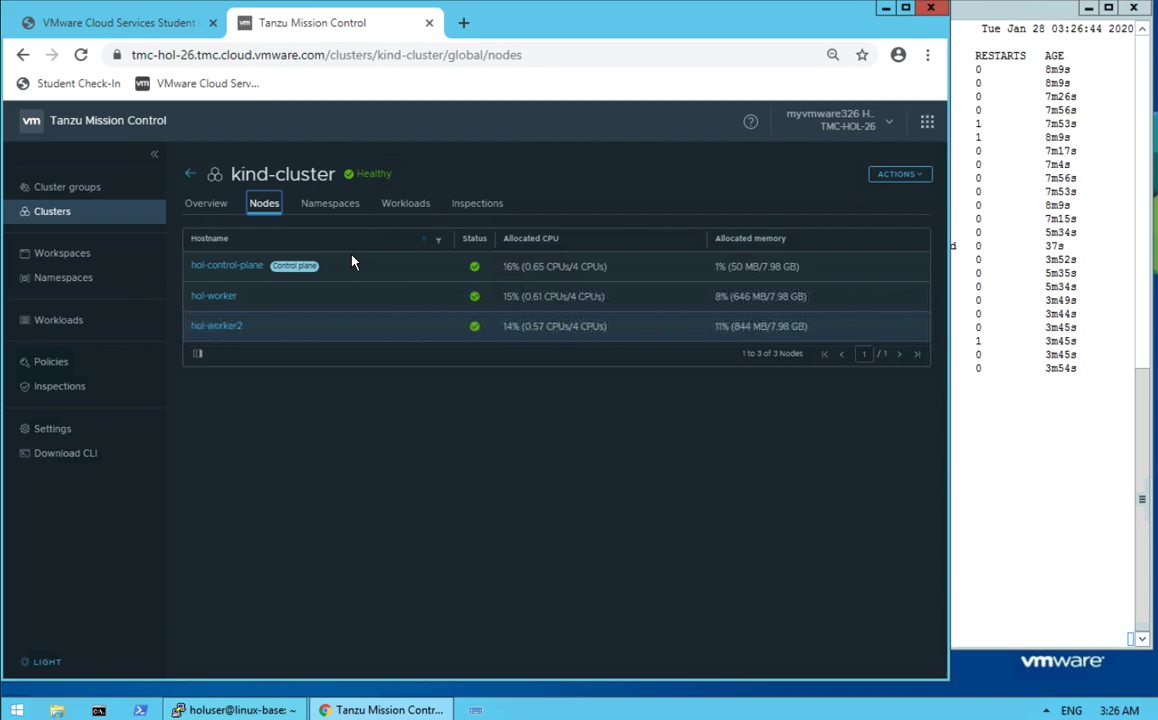 VMware Cloud Services Student
Tanzu Mission Control
tmc-hol-26.tmc.cloud.vmware.com/clusters/kind-cluster/global/nodes
Student Check-In
vm VMware Cloud Serv...
vm Tanzu Mission Control
myvmware326 H..
TMC-HOL-26
Cluster groups
Clusters
Workspaces
Namespaces
Workloads
Policies
Inspections
Settings
Download CLI
LIGHT
kind-cluster Healthy
ACTIONS
Overview Nodes Namespaces Workloads Inspections
Hostname Status Allocated CPU Allocated memory
hol-control-plane Control plane 16% (0.65 CPUs/4 CPUs) 1% (50 MB/7.98 GB)
hol-worker 15% (0.61 CPUs/4 CPUs) 8% (646 MB/7.98 GB)
hol-worker2 14% (0.57 CPUs/4 CPUs) 11% (844 MB/7.98 GB)
1 to 3 of 3 Nodes 1 / 1
Tue Jan 28 03:26:44 2020
RESTARTS AGE
0 8m9s
0 8m9s
0 7m26s
0 7m56s
1 7m53s
1 8m9s
0 7m17s
0 7m4s
0 7m56s
0 7m53s
0 8m9s
0 7m15s
0 5m34s
d 0 37s
0 3m52s
0 5m35s
0 5m34s
0 3m49s
0 3m44s
0 3m45s
1 3m45s
0 3m45s
0 3m54s
vmware
holuser@linux-base: ~
Tanzu Mission Contr...
ENG 3:26 AM